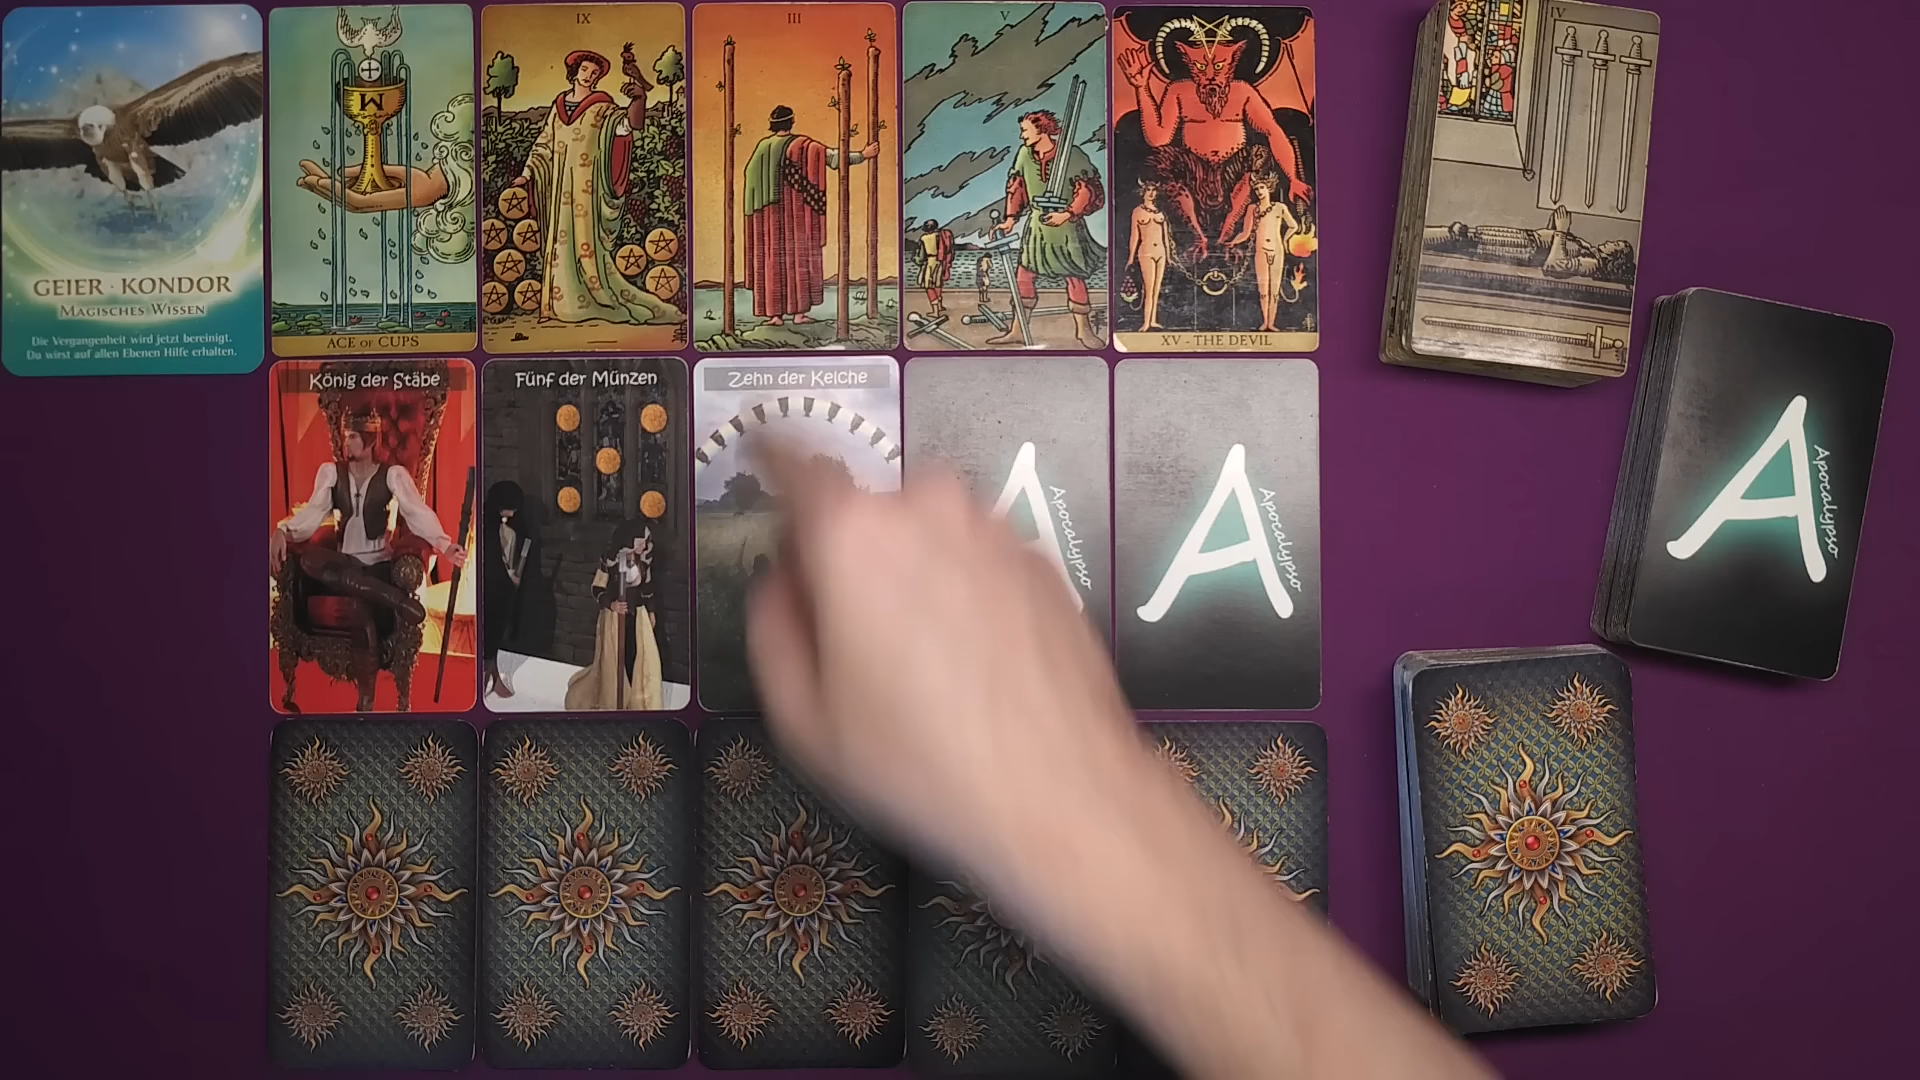 GEIER · KONDOR
MAGISCHES WISSEN
Die Vergangenheit wird jetzt bereinigt.
Du wirst auf allen Ebenen Hilfe erhalten.
ACE OF CUPS
IX
III
V
XV - THE DEVIL
IV
König der Stäbe
Fünf der Münzen
Zehn der Kelche
A
Apocalypso
A
Apocalypso
A
Apocalypso